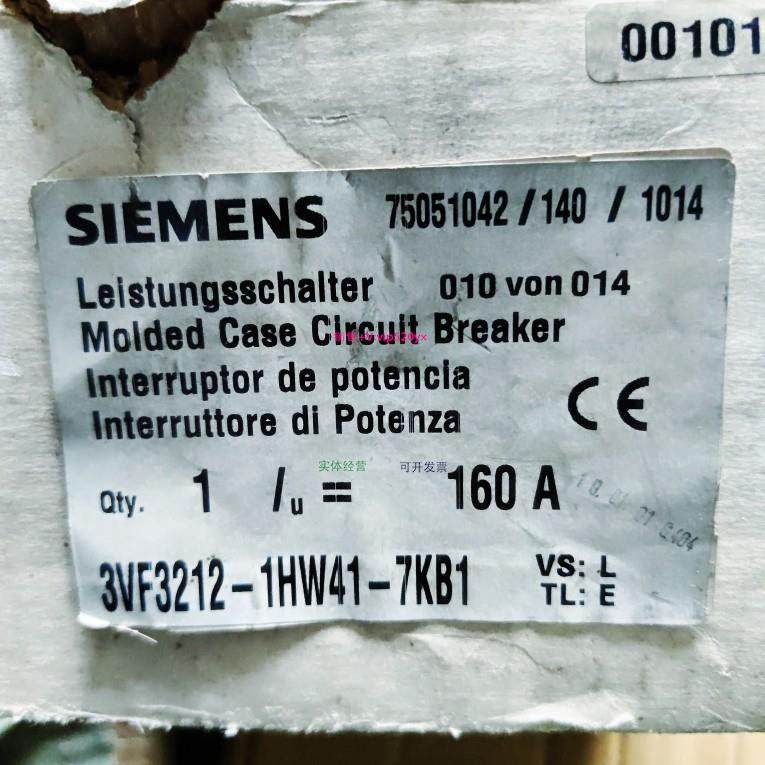 00101
SIEMENS 75051042 / 140 / 1014
Leistungsschalter 010 von 014
Molded Case Circuit Breaker
Interruptor de potencia
Interruttore di Potenza
CE
实体经营 可开发票
Qty. 1 Iu = 160 A
3VF3212-1HW41-7KB1
VS: L
TL: E